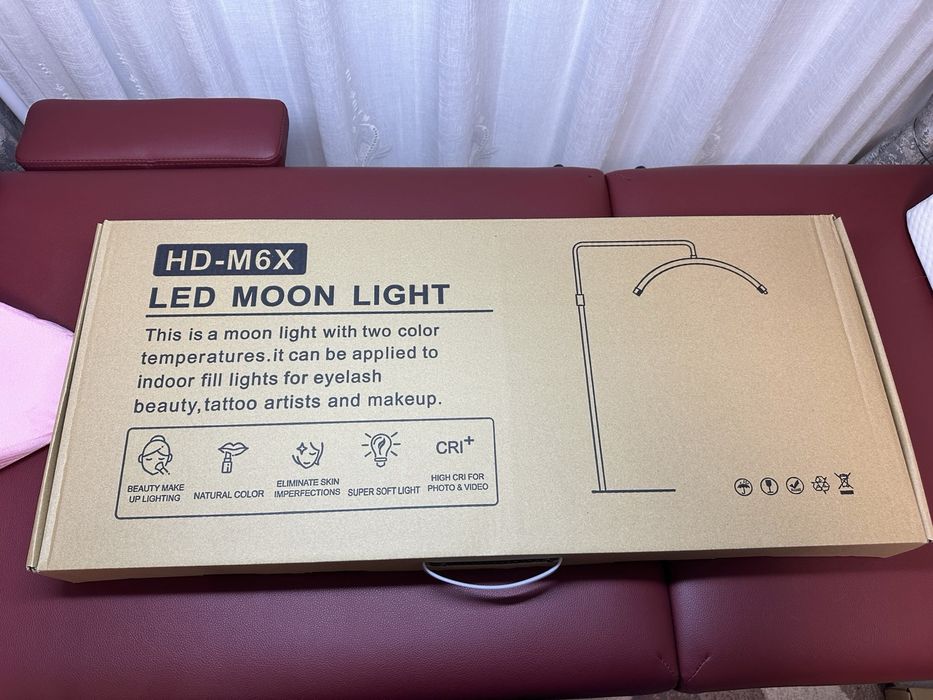 HD-M6X
LED MOON LIGHT
This is a moon light with two color
temperatures.it can be applied to
indoor fill lights for eyelash
beauty,tattoo artists and makeup.
BEAUTY MAKE
UP LIGHTING
NATURAL COLOR
ELIMINATE SKIN
IMPERFECTIONS
SUPER SOFT LIGHT
CRI+
HIGH CRI FOR
PHOTO & VIDEO